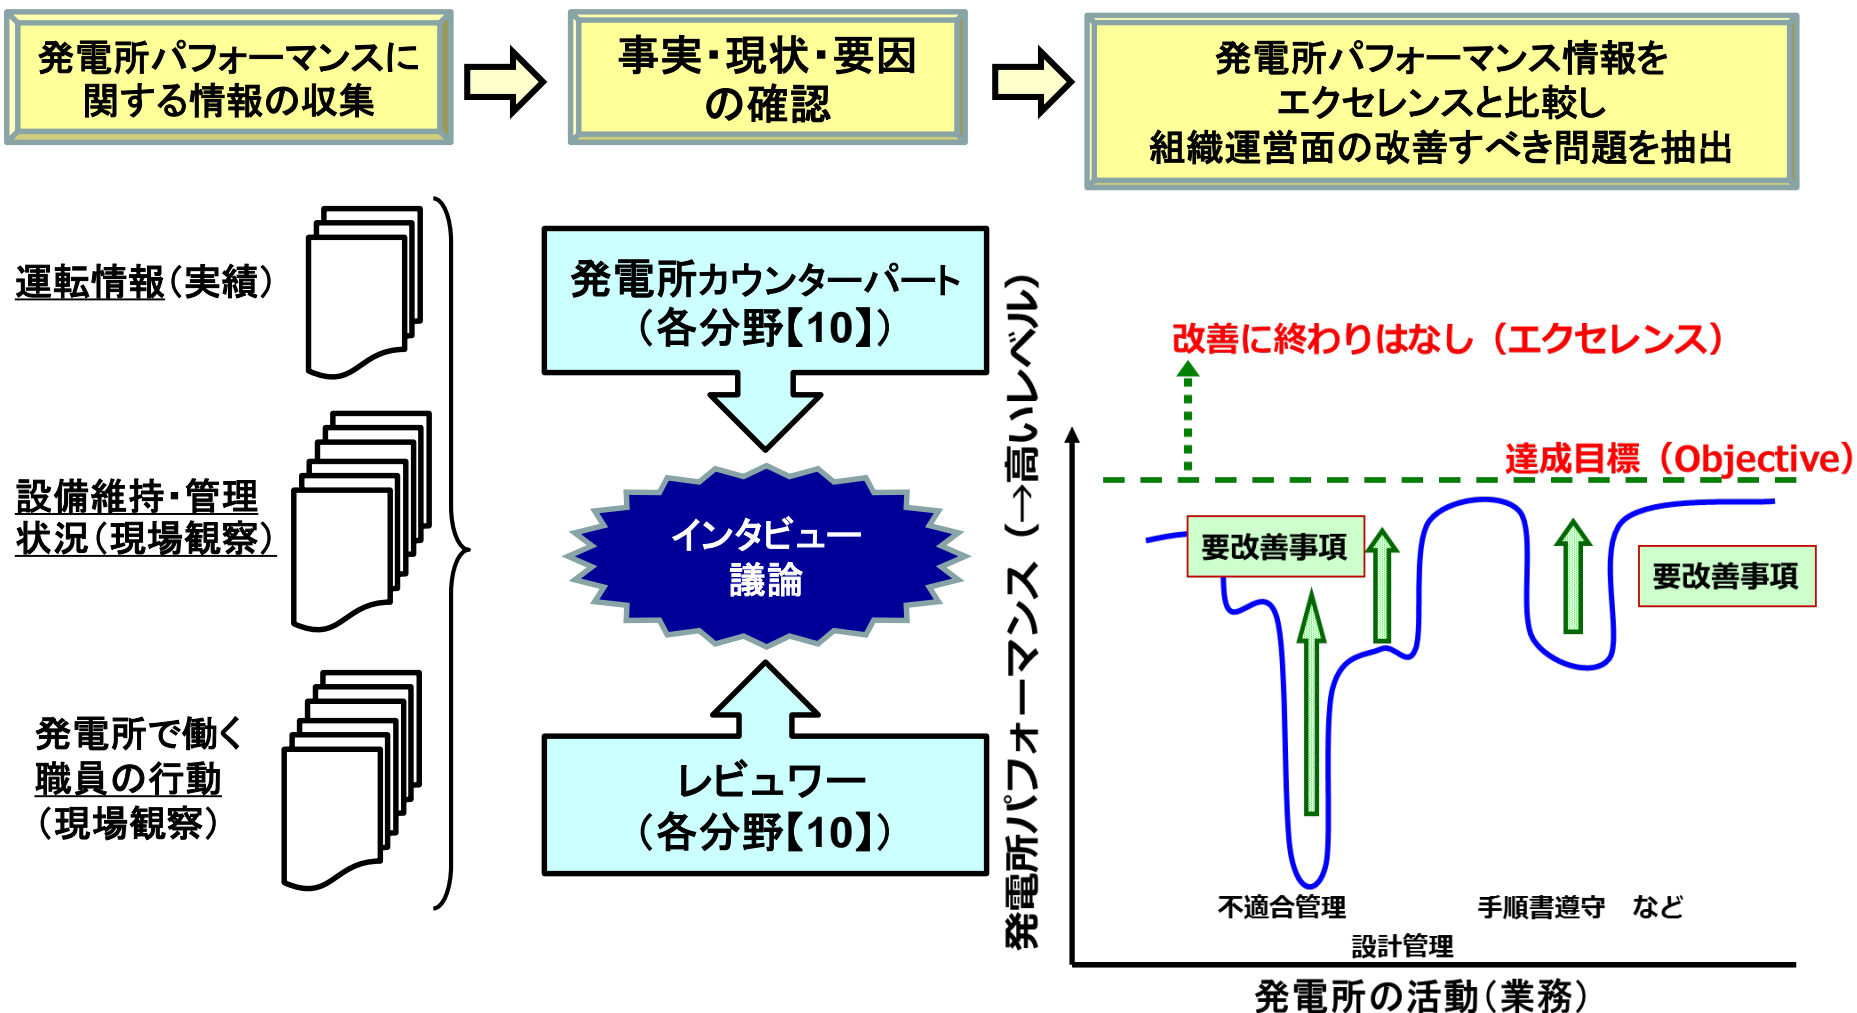 発電所パフォーマンスに
関する情報の収集
事実・現状・要因
の確認
発電所パフォーマンス情報を
エクセレンスと比較し
組織運営面の改善すべき問題を抽出
運転情報（実績）
設備維持・管理
状況（現場観察）
発電所で働く
職員の行動
（現場観察）
発電所カウンターパート
（各分野【10】）
インタビュー
議論
レビュワー
（各分野【10】）
発電所パフォーマンス（→高いレベル）
改善に終わりはなし（エクセレンス）
達成目標（Objective）
要改善事項
要改善事項
不適合管理
手順書遵守　など
設計管理
発電所の活動（業務）